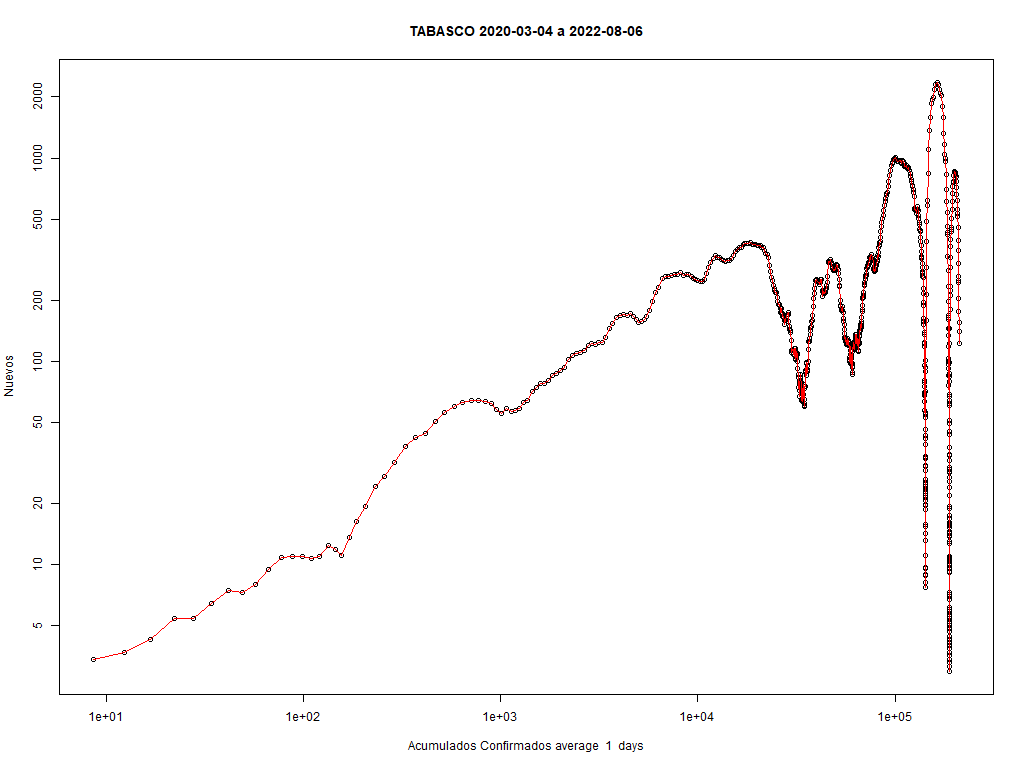 TABASCO 2020-03-04 a 2022-08-06
Nuevos
2000
1000
500
200
100
50
20
10
5
1e+01
1e+02
1e+03
1e+04
1e+05
Acumulados Confirmados average 1 days